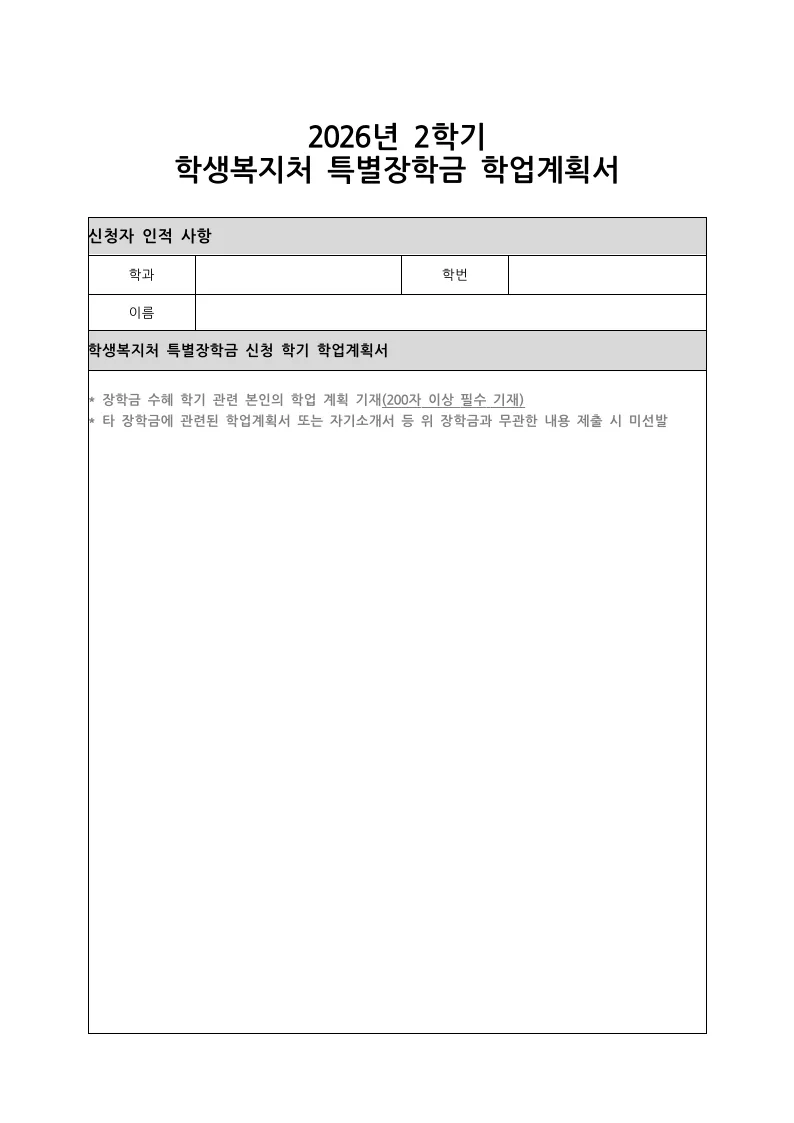 2026년 2학기
학생복지처 특별장학금 학업계획서
신청자 인적 사항
학과 학번
이름
학생복지처 특별장학금 신청 학기 학업계획서
* 장학금 수혜 학기 관련 본인의 학업 계획 기재(200자 이상 필수 기재)
* 타 장학금에 관련된 학업계획서 또는 자기소개서 등 위 장학금과 무관한 내용 제출 시 미선발